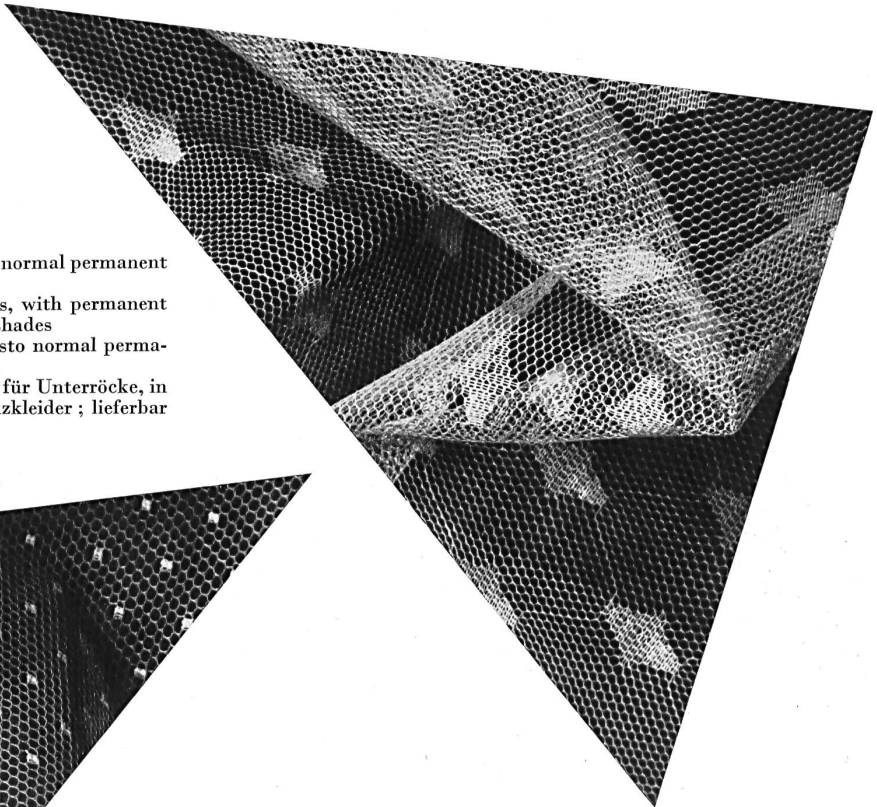 normal permanent
s, with permanent
hades
sto normal perma-
für Unterröcke, in
zkleider ; lieferbar